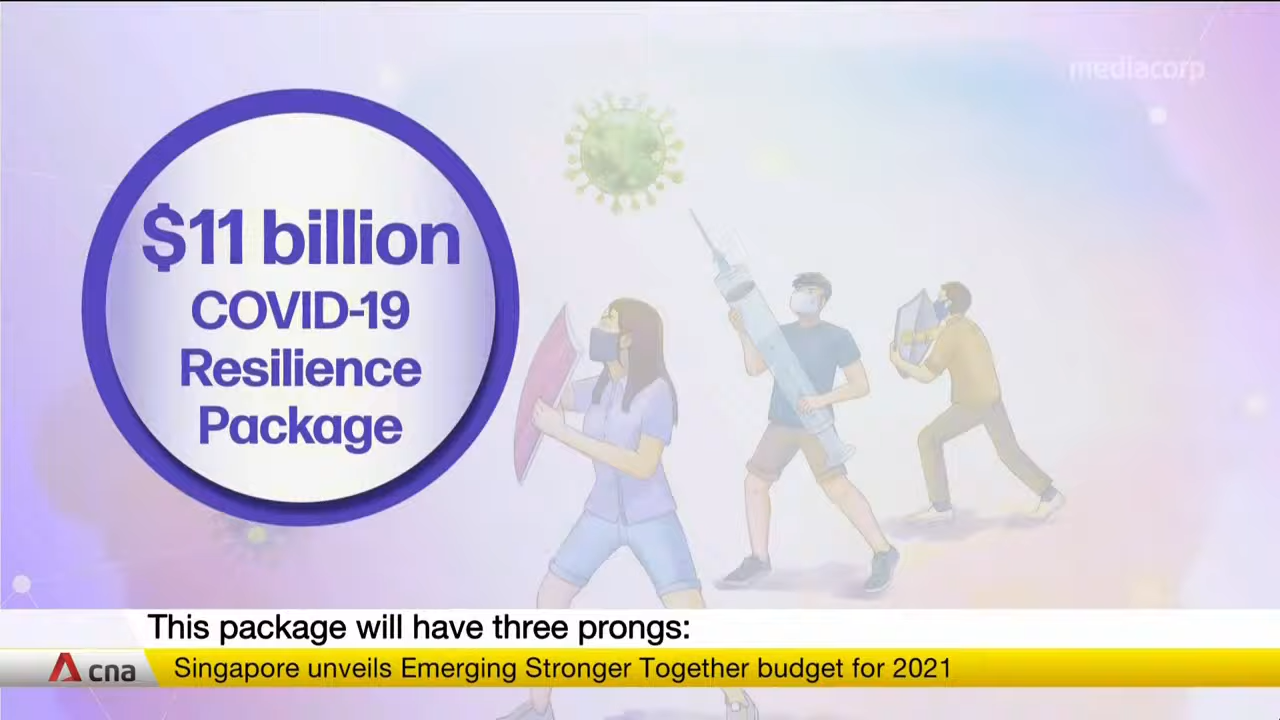 mediacorp
$11 billion
COVID-19
Resilience
Package
This package will have three prongs:
cna
Singapore unveils Emerging Stronger Together budget for 2021